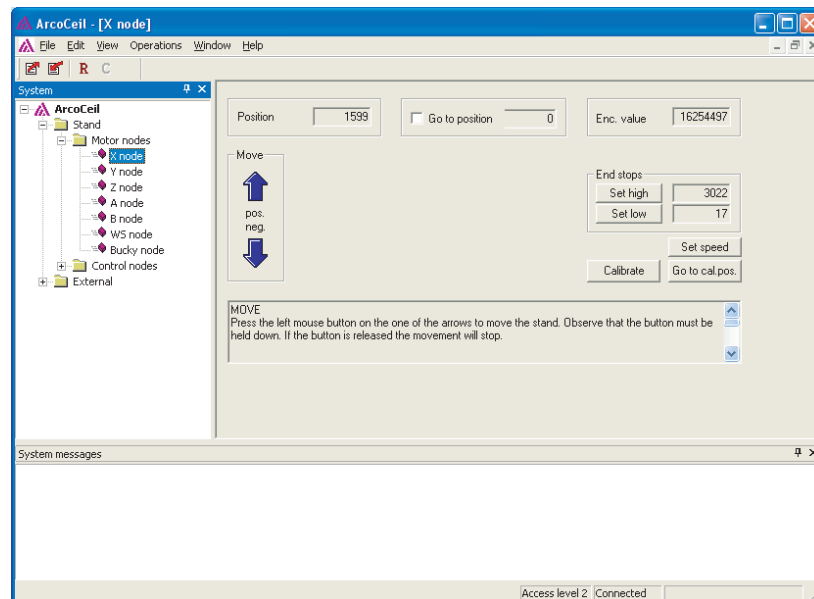 ArcoCeil - [X node]
File Edit View Operations Window Help
R C
System
ArcoCeil
Stand
Motor nodes
X node
Y node
Z node
A node
B node
WS node
Bucky node
Control nodes
External
Position 1599
Go to position 0
Enc. value 16254497
Move
pos.
neg.
End stops
Set high 3022
Set low 17
Set speed
Calibrate Go to cal.pos.
MOVE
Press the left mouse button on the one of the arrows to move the stand. Observe that the button must be
held down. If the button is released the movement will stop.
System messages
Access level 2 Connected